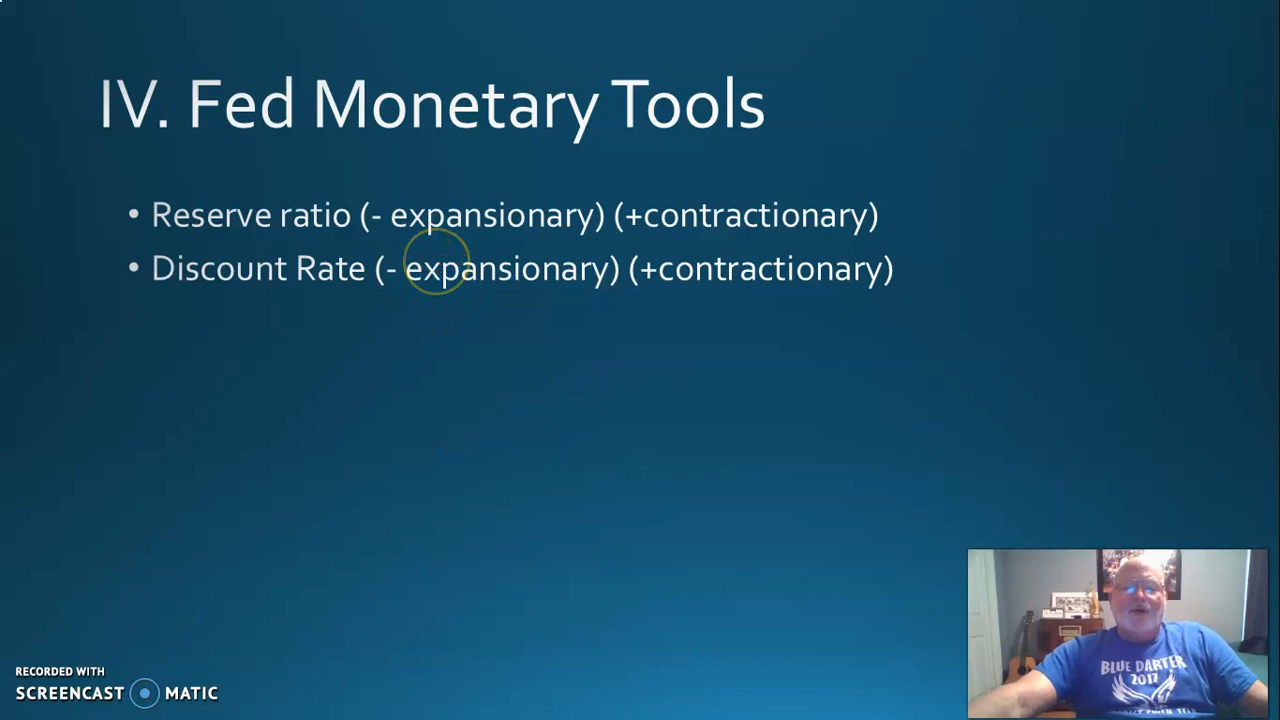 IV. Fed Monetary Tools
• Reserve ratio (- expansionary) (+contractionary)
• Discount Rate (- expansionary) (+contractionary)
BLUE DARTER
2017
RECORDED WITH
SCREENCAST MATIC